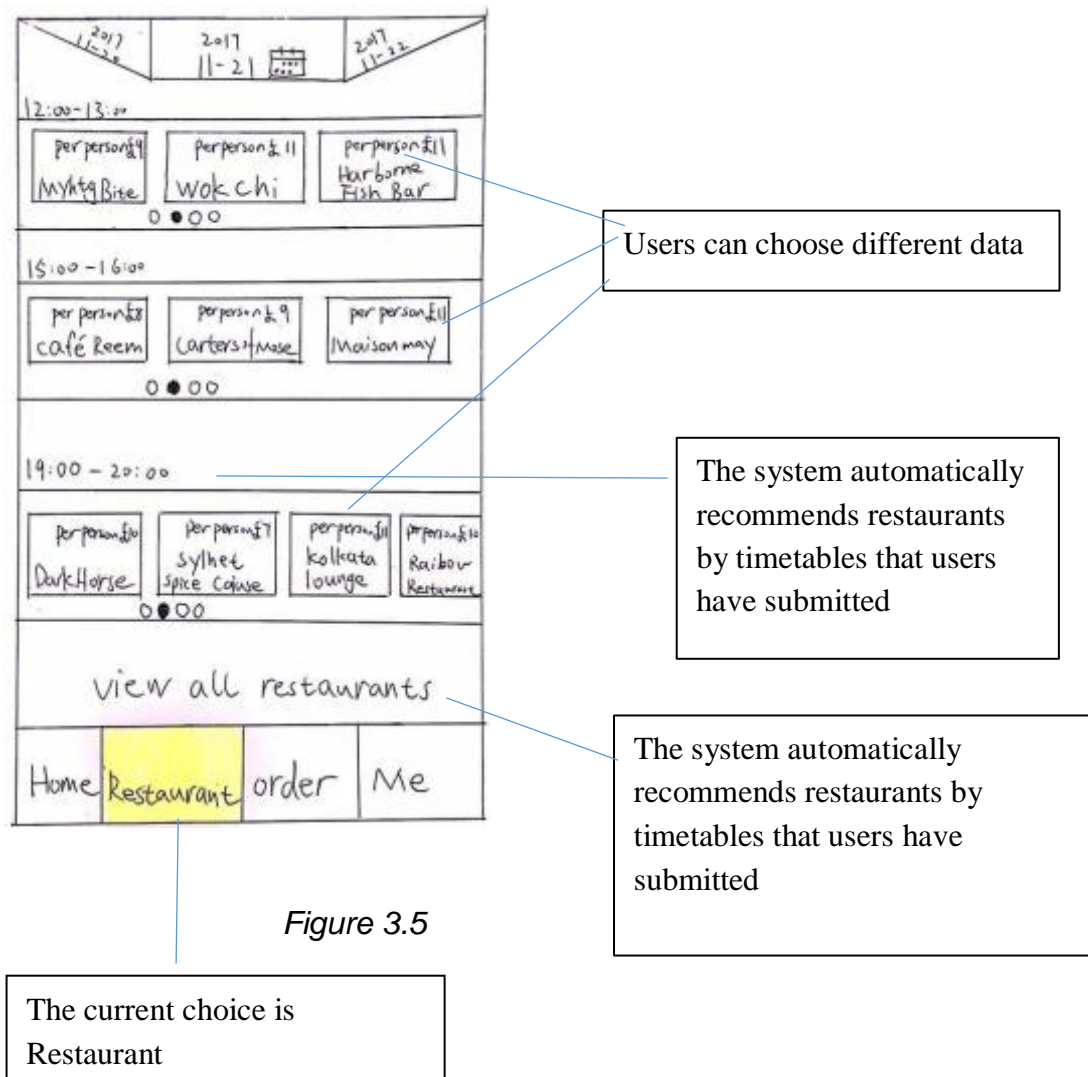 2017
11-20
2017
11-21
2017
11-22
12:00-13:00
per person £9
Bite
per person £11
Wok chi
per person £11
Harborne
Fish Bar
15:00-16:00
per person £8
café Reem
per person £9
Carters of Mose
per person £11
Maison may
19:00-20:00
per person £10
Dark Horse
per person £7
Sylhet
Spice
per person £11
kolkata
lounge
per person £10
view all restaurants
Home
Restaurant
order
Me
Users can choose different data
The system automatically
recommends restaurants
by timetables that users
have submitted
The system automatically
recommends restaurants by
timetables that users have
submitted
Figure 3.5
The current choice is
Restaurant